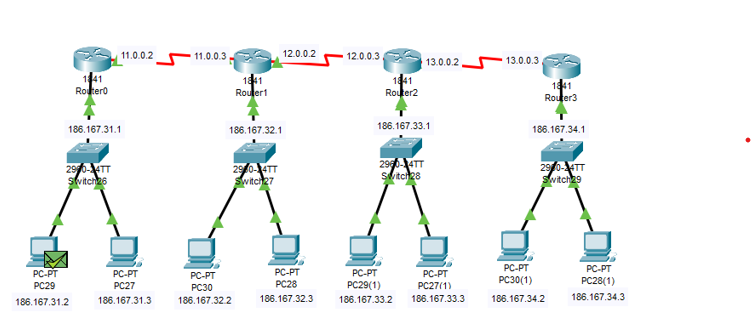 11.0.0.2
11.0.0.3
12.0.0.2
12.0.0.3
13.0.0.2
13.0.0.3
1841
Router0
1841
Router1
1841
Router2
1841
Router3
186.167.31.1
186.167.32.1
186.167.33.1
186.167.34.1
2960-24TT
Switch26
2960-24TT
Switch27
2960-24TT
Switch28
2960-24TT
Switch29
PC-PT
PC29
186.167.31.2
PC-PT
PC27
186.167.31.3
PC-PT
PC30
186.167.32.2
PC-PT
PC28
186.167.32.3
PC-PT
PC29(1)
186.167.33.2
PC-PT
PC27(1)
186.167.33.3
PC-PT
PC30(1)
186.167.34.2
PC-PT
PC28(1)
186.167.34.3